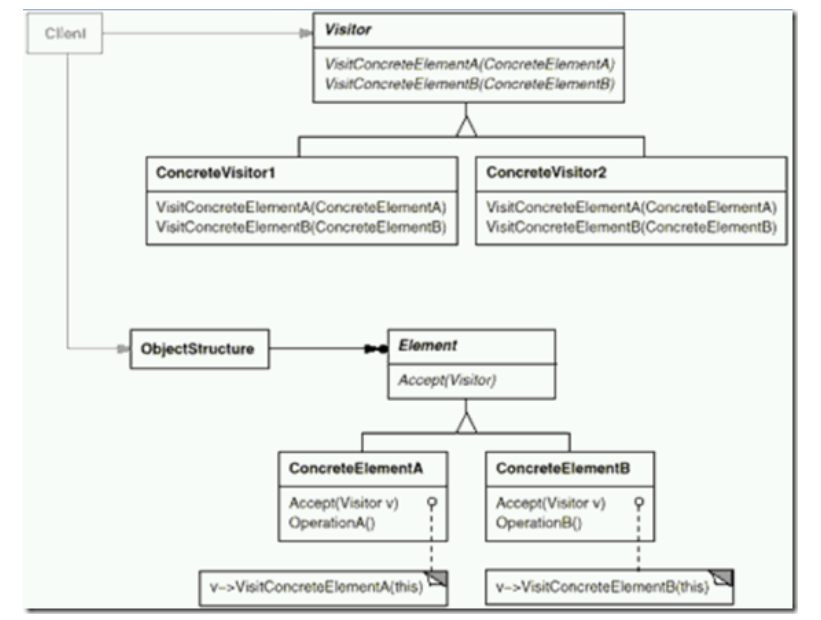 Client
Visitor
VisitConcreteElementA(ConcreteElementA)
VisitConcreteElementB(ConcreteElementB)
ConcreteVisitor1
VisitConcreteElementA(ConcreteElementA)
VisitConcreteElementB(ConcreteElementB)
ConcreteVisitor2
VisitConcreteElementA(ConcreteElementA)
VisitConcreteElementB(ConcreteElementB)
ObjectStructure
Element
Accept(Visitor)
ConcreteElementA
Accept(Visitor v)
OperationA()
ConcreteElementB
Accept(Visitor v)
OperationB()
v–>VisitConcreteElementA(this)
v–>VisitConcreteElementB(this)